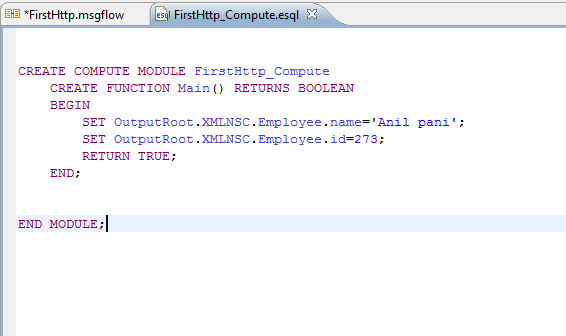 *FirstHttp.msgflow
esql FirstHttp_Compute.esql
CREATE COMPUTE MODULE FirstHttp_Compute
CREATE FUNCTION Main() RETURNS BOOLEAN
BEGIN
SET OutputRoot.XMLNSC.Employee.name='Anil pani';
SET OutputRoot.XMLNSC.Employee.id=273;
RETURN TRUE;
END;
END MODULE;